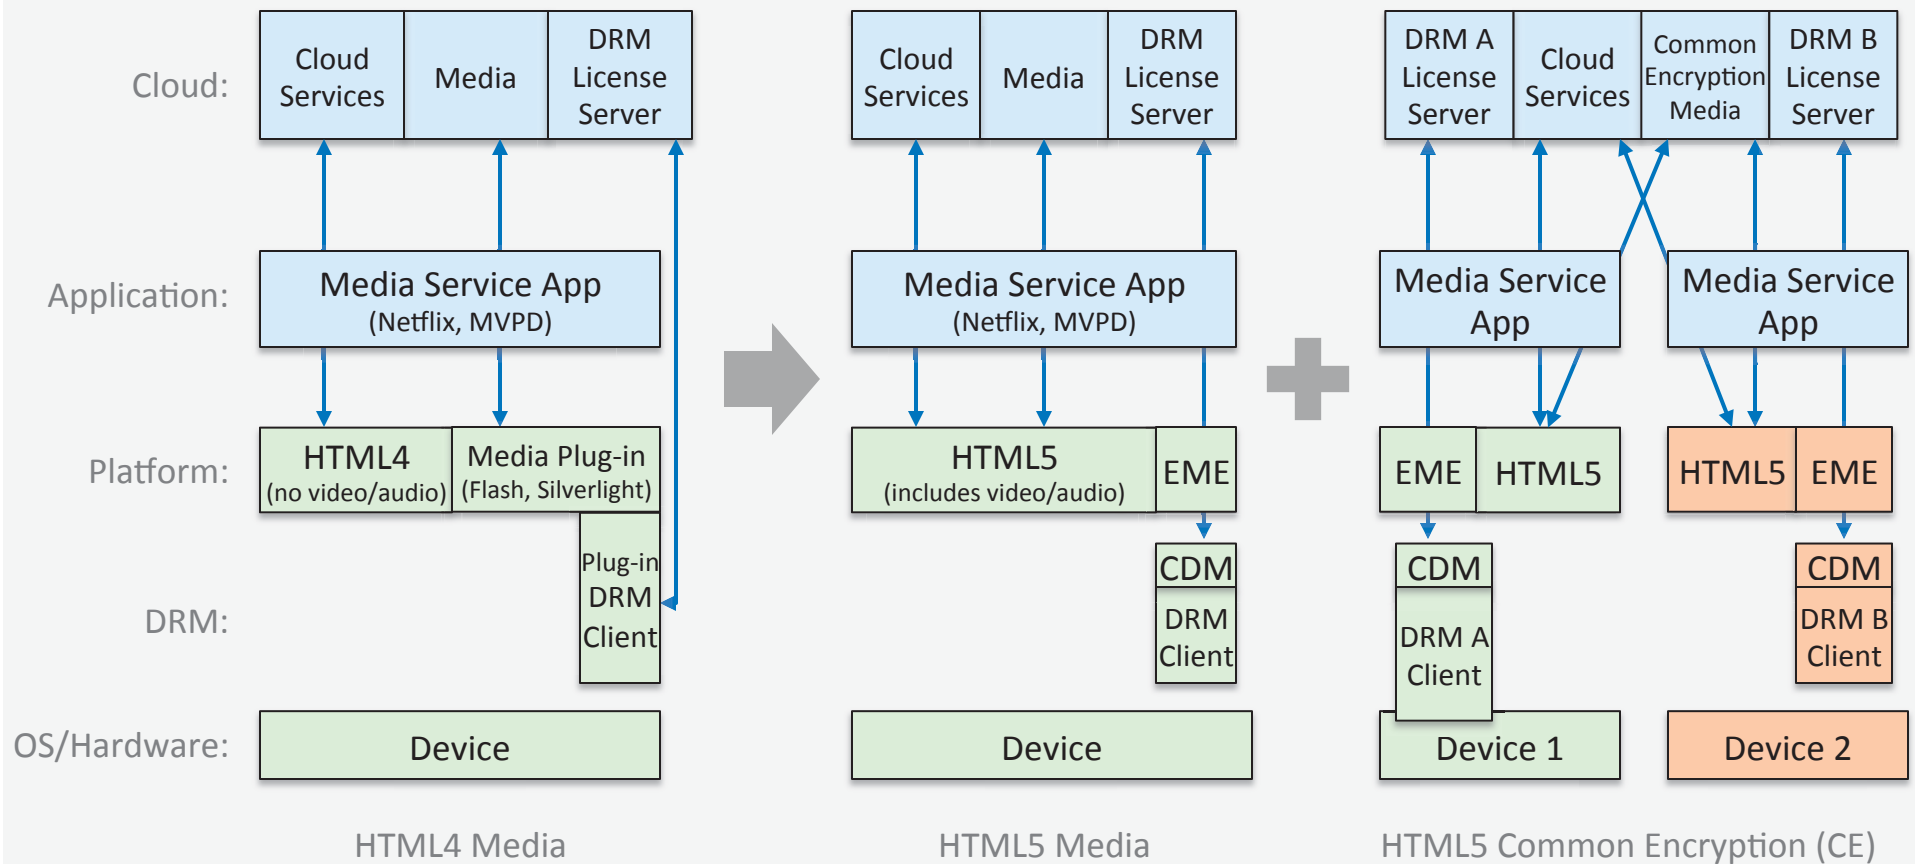 Cloud:
Cloud
Services
Media
DRM
License
Server
Cloud
Services
Media
DRM
License
Server
DRM A
License
Server
Cloud
Services
Common
Encryption
Media
DRM B
License
Server
Application:
Media Service App
(Netflix, MVPD)
Media Service App
(Netflix, MVPD)
Media Service
App
Media Service
App
Platform:
HTML4
(no video/audio)
Media Plug-in
(Flash, Silverlight)
HTML5
(includes video/audio)
EME
EME
HTML5
HTML5
EME
DRM:
Plug-in
DRM
Client
CDM
DRM
Client
CDM
DRM A
Client
CDM
DRM B
Client
OS/Hardware:
Device
Device
Device 1
Device 2
HTML4 Media
HTML5 Media
HTML5 Common Encryption (CE)